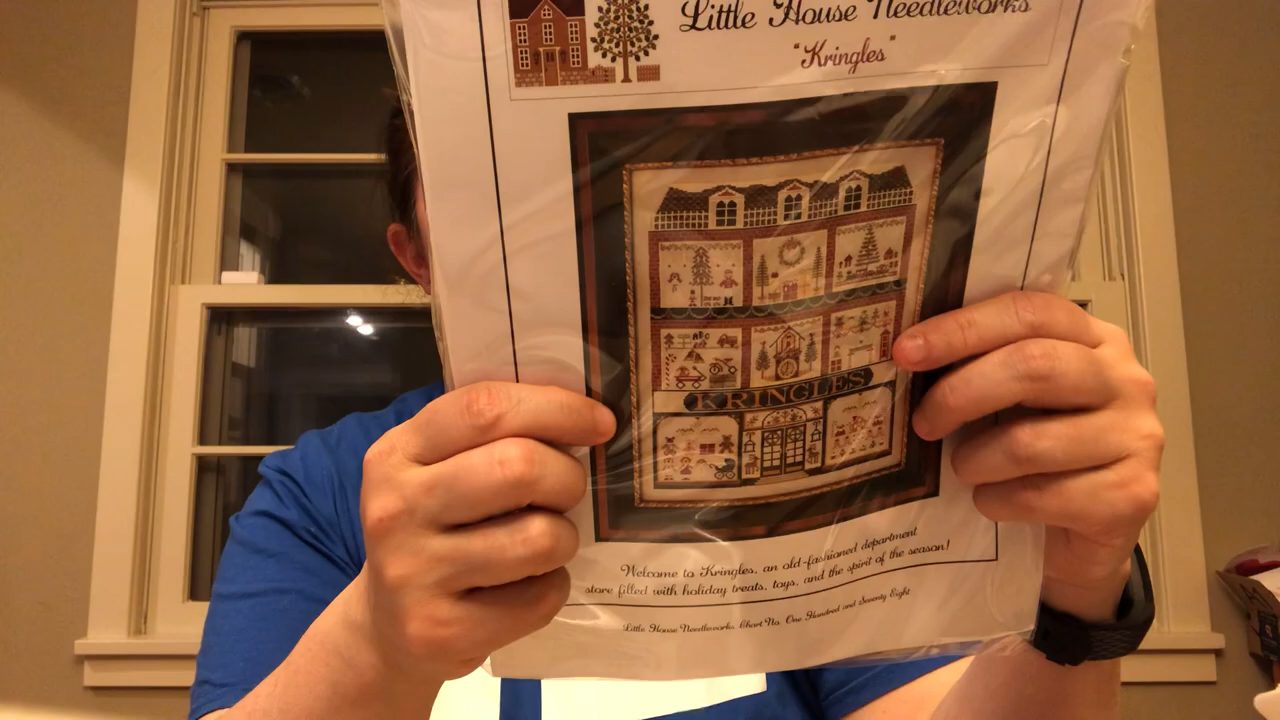 Little House Needleworks
"Kringles"
ABC
KRINGLES
Welcome to Kringles, an old-fashioned department
store filled with holiday treats, toys, and the spirit of the season!
Little House Needleworks, Chart No. One Hundred and Seventy Eight